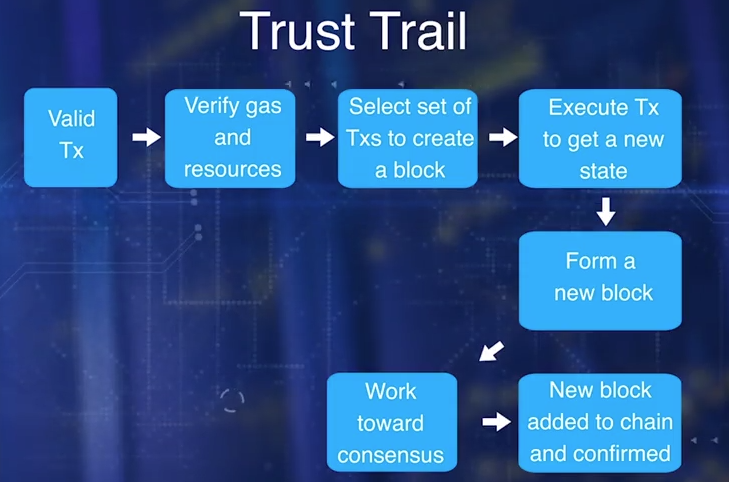 Trust Trail
Valid
Tx
Verify gas
and
resources
Select set of
Txs to create
a block
Execute Tx
to get a new
state
Form a
new block
Work
toward
consensus
New block
added to chain
and confirmed